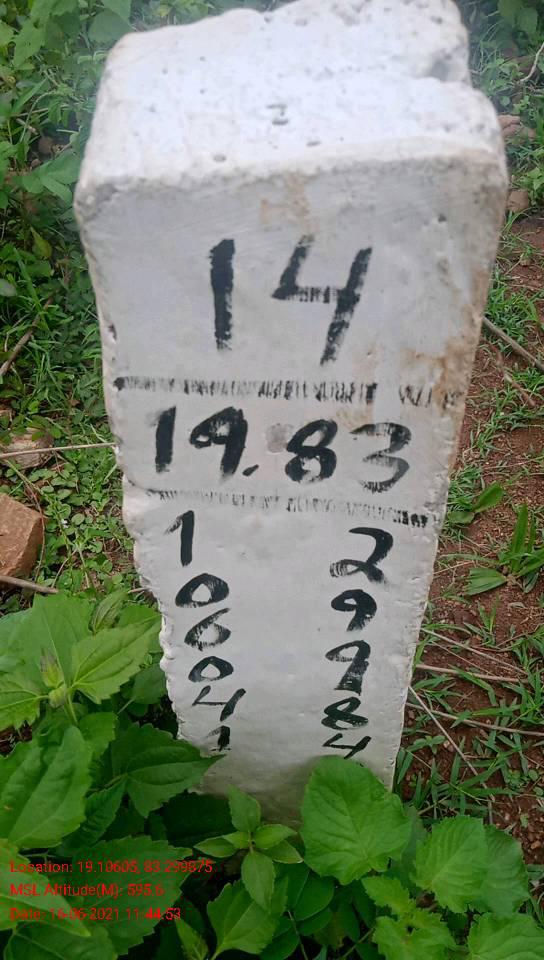 14
19.83
1 2
0 9
6 9
0 8
4 4
1
Location: 19.10605, 83.299875
MSL Altitude(M): 595.6
Date: 16-06-2021 11:44:53